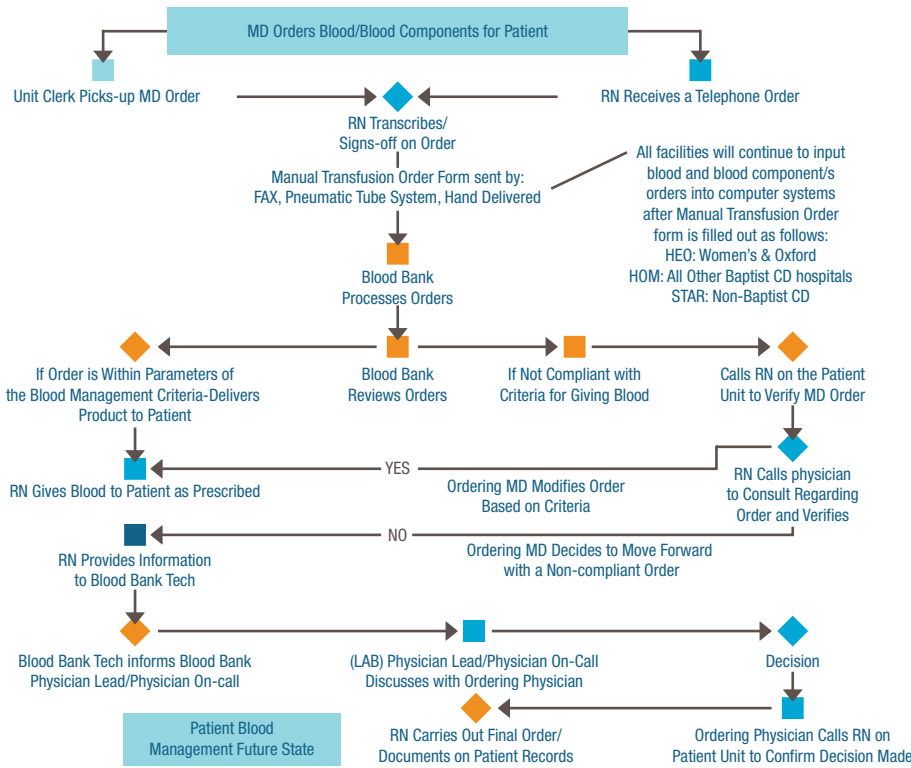 MD Orders Blood/Blood Components for Patient
Unit Clerk Picks-up MD Order
RN Receives a Telephone Order
RN Transcribes/
Signs-off on Order
Manual Transfusion Order Form sent by:
FAX, Pneumatic Tube System, Hand Delivered
All facilities will continue to input
blood and blood component/s
orders into computer systems
after Manual Transfusion Order
form is filled out as follows:
HEO: Women’s & Oxford
HOM: All Other Baptist CD hospitals
STAR: Non-Baptist CD
Blood Bank
Processes Orders
If Order is Within Parameters of
the Blood Management Criteria-Delivers
Product to Patient
Blood Bank
Reviews Orders
If Not Compliant with
Criteria for Giving Blood
Calls RN on the Patient
Unit to Verify MD Order
YES
RN Gives Blood to Patient as Prescribed
Ordering MD Modifies Order
Based on Criteria
RN Calls physician
to Consult Regarding
Order and Verifies
NO
RN Provides Information
to Blood Bank Tech
Ordering MD Decides to Move Forward
with a Non-compliant Order
Blood Bank Tech informs Blood Bank
Physician Lead/Physician On-call
(LAB) Physician Lead/Physician On-Call
Discusses with Ordering Physician
Decision
Patient Blood
Management Future State
RN Carries Out Final Order/
Documents on Patient Records
Ordering Physician Calls RN on
Patient Unit to Confirm Decision Made